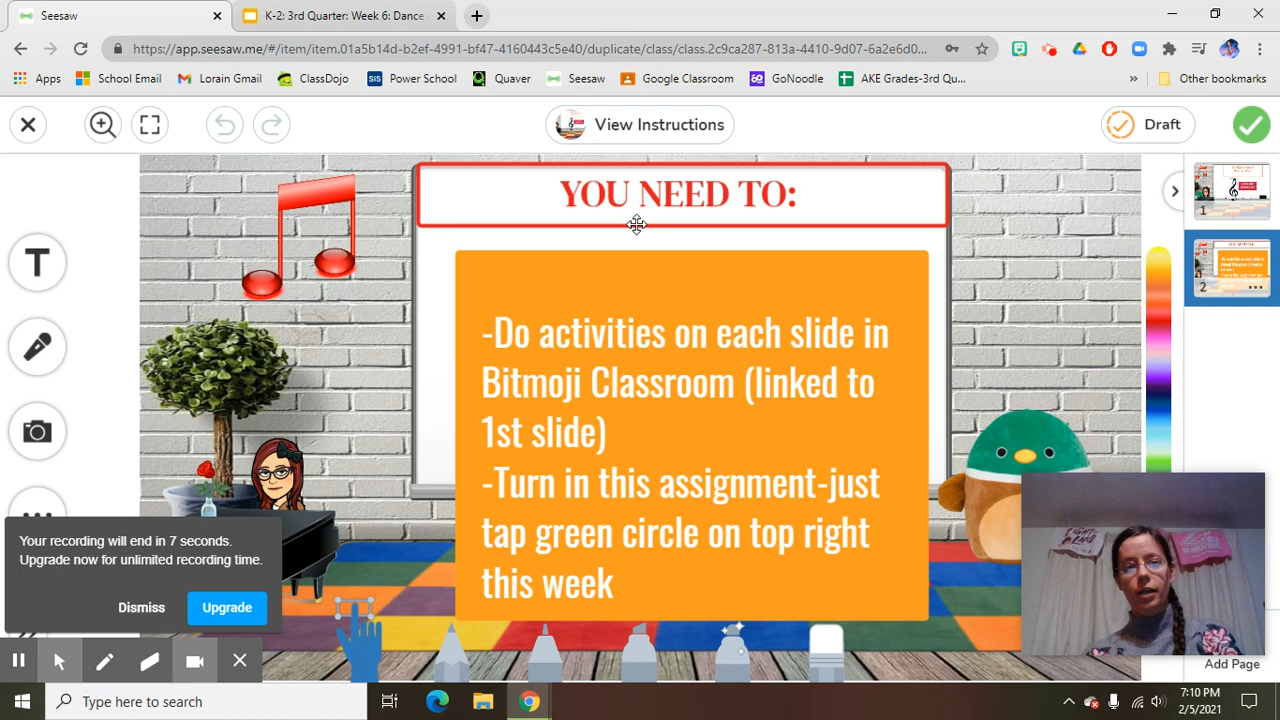 Seesaw
K-2: 3rd Quarter: Week 6: Dance
https://app.seesaw.me/#/item/item.01a5b14d-b2ef-4991-bf47-4160443c5e40/duplicate/class/class.2c9ca287-813a-4410-9d07-6a2e6d0...
Apps School Email Lorain Gmail ClassDojo SIS Power School Quaver Seesaw Google Classroom GoNoodle AKE Grades-3rd Qu... » Other bookmarks
View Instructions
Draft
YOU NEED TO:
-Do activities on each slide in
Bitmoji Classroom (linked to
1st slide)
-Turn in this assignment-just
tap green circle on top right
this week
T
1
2
Your recording will end in 7 seconds.
Upgrade now for unlimited recording time.
Dismiss Upgrade
Add Page
Type here to search
7:10 PM
2/5/2021